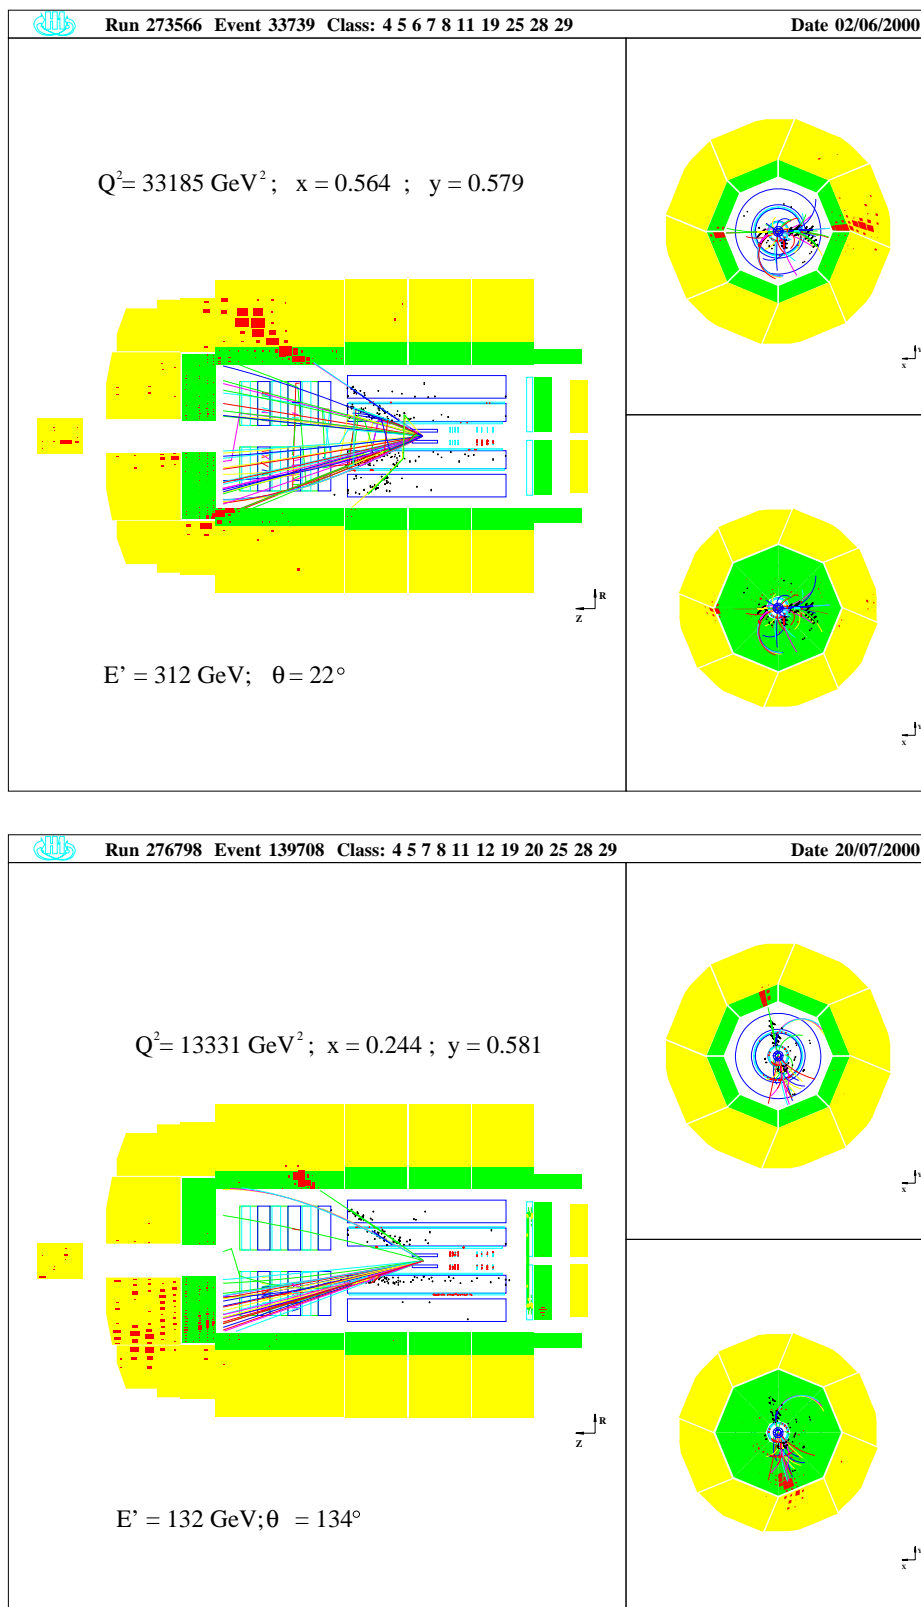 H1 Run 273566 Event 33739 Class: 4 5 6 7 8 11 19 25 28 29 Date 02/06/2000
Q²= 33185 GeV² ; x = 0.564 ; y = 0.579
R
Z
E’ = 312 GeV; θ = 22°
Y
X
Y
X
H1 Run 276798 Event 139708 Class: 4 5 7 8 11 12 19 20 25 28 29 Date 20/07/2000
Q²= 13331 GeV² ; x = 0.244 ; y = 0.581
R
Z
E’ = 132 GeV; θ = 134°
Y
X
Y
X